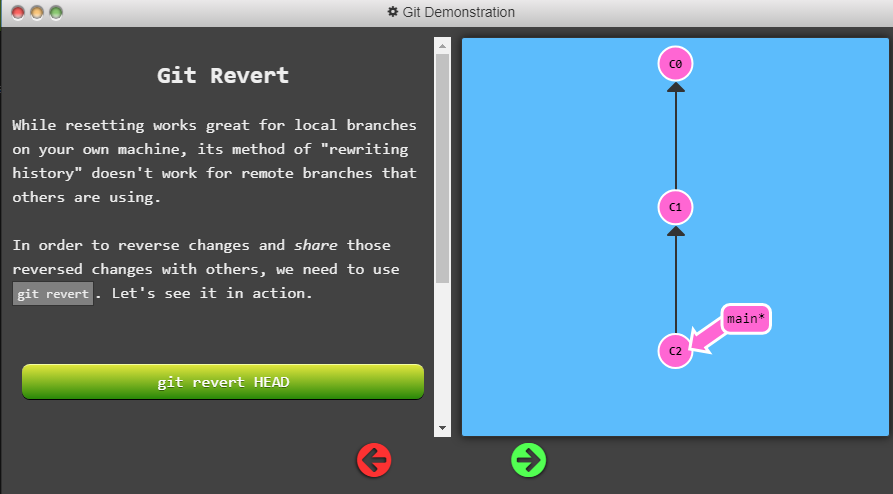 Git Demonstration
Git Revert
While resetting works great for local branches
on your own machine, its method of "rewriting
history" doesn't work for remote branches that
others are using.
In order to reverse changes and share those
reversed changes with others, we need to use
git revert. Let's see it in action.
git revert HEAD
C0
C1
main*
C2